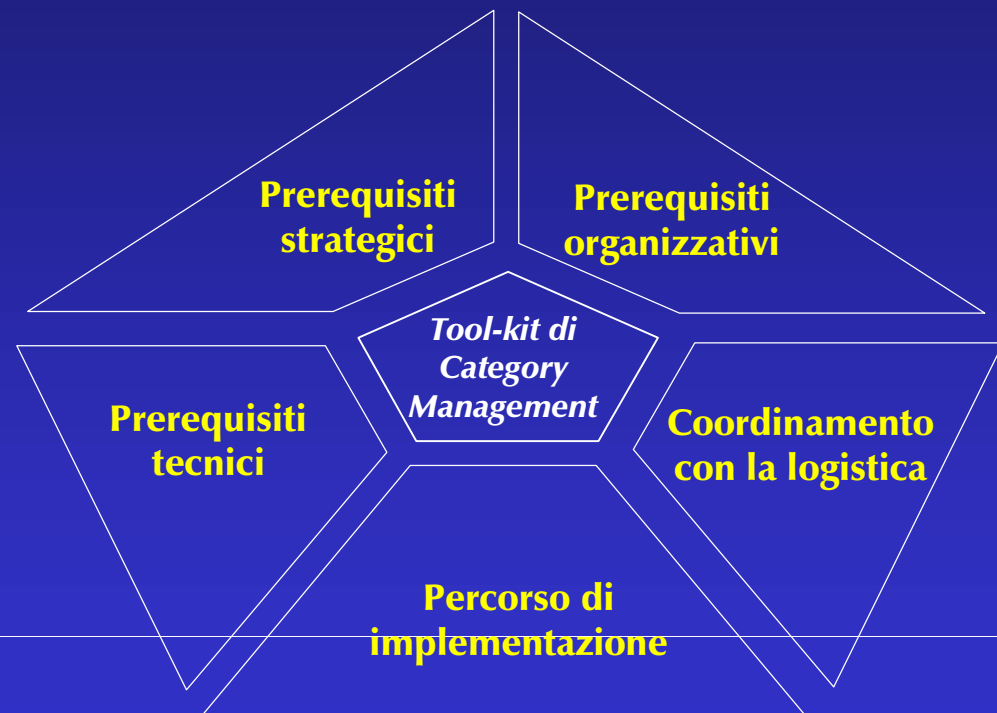 Prerequisiti
strategici
Prerequisiti
organizzativi
Tool-kit di
Category
Management
Prerequisiti
tecnici
Coordinamento
con la logistica
Percorso di
implementazione